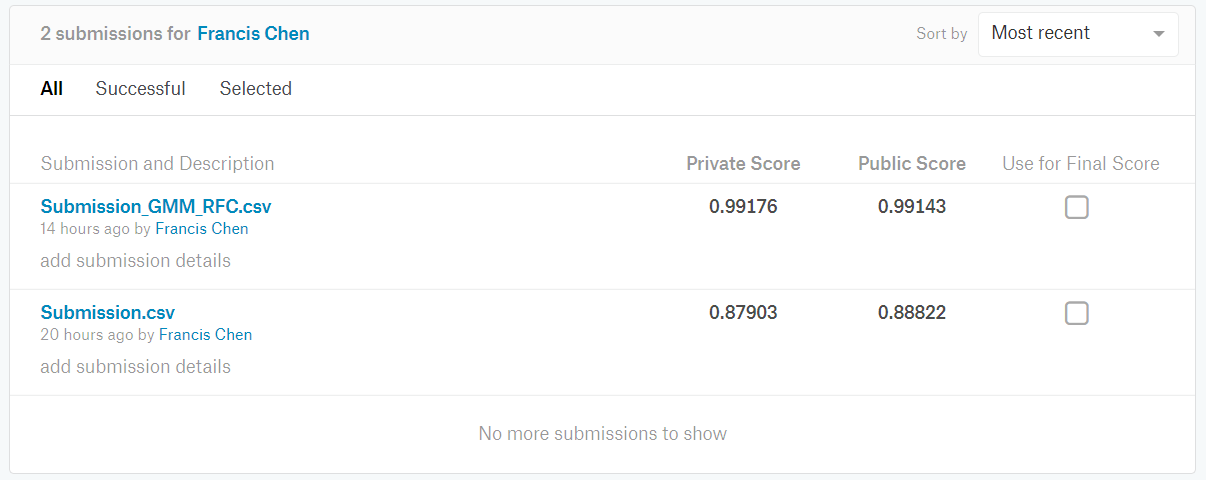 2 submissions for Francis Chen Sort by Most recent
All Successful Selected
Submission and Description Private Score Public Score Use for Final Score
Submission_GMM_RFC.csv 0.99176 0.99143
14 hours ago by Francis Chen
add submission details
Submission.csv 0.87903 0.88822
20 hours ago by Francis Chen
add submission details
No more submissions to show